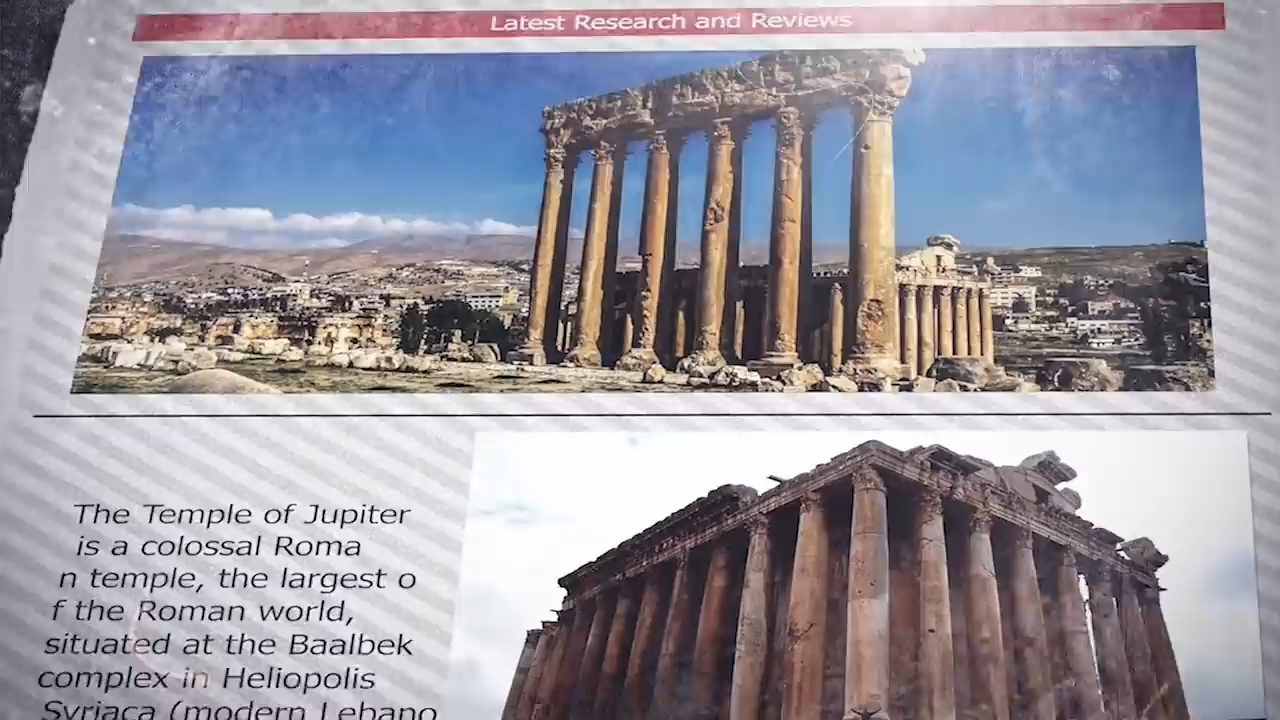 Latest Research and Reviews
The Temple of Jupiter
is a colossal Roma
n temple, the largest o
f the Roman world,
situated at the Baalbek
complex in Heliopolis
Syriaca (modern Lebano